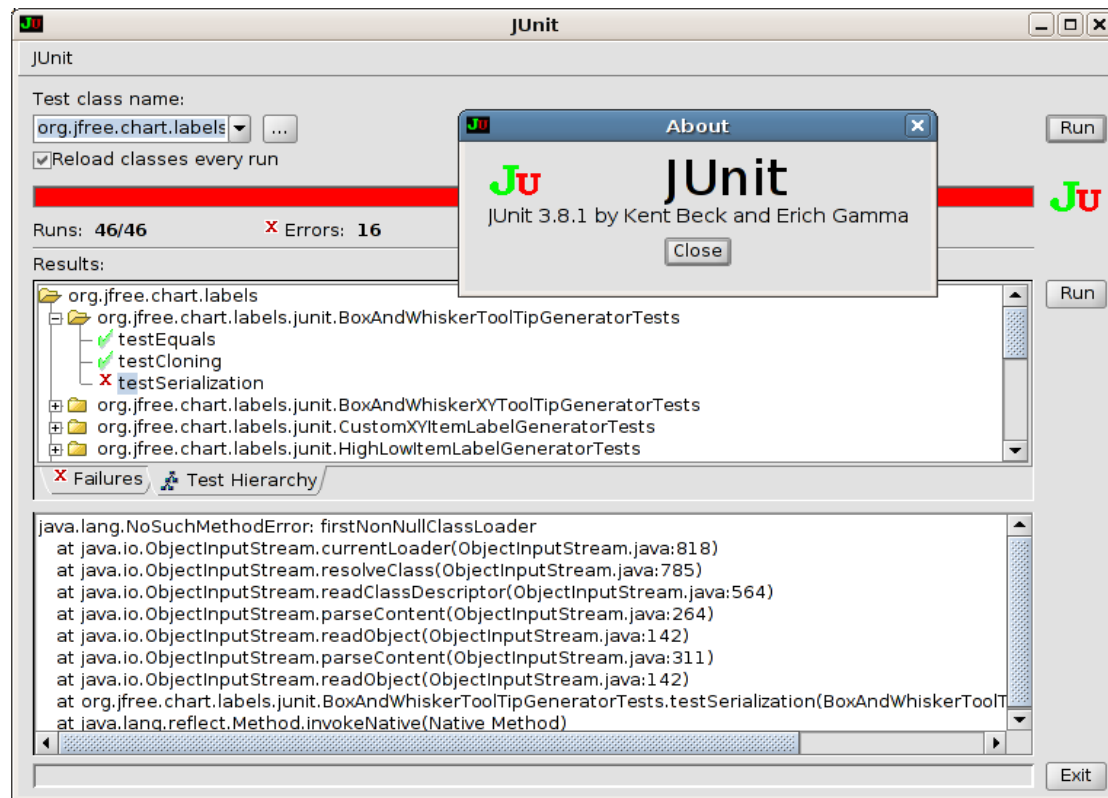 JU JUnit
JUnit
Test class name:
org.jfree.chart.labels ... Run
Reload classes every run
JU About
JU JUnit
JUnit 3.8.1 by Kent Beck and Erich Gamma
Close
JU
Runs: 46/46 X Errors: 16
Results:
Run
org.jfree.chart.labels
org.jfree.chart.labels.junit.BoxAndWhiskerToolTipGeneratorTests
testEquals
testCloning
testSerialization
org.jfree.chart.labels.junit.BoxAndWhiskerXYToolTipGeneratorTests
org.jfree.chart.labels.junit.CustomXYItemLabelGeneratorTests
org.jfree.chart.labels.junit.HighLowItemLabelGeneratorTests
X Failures Test Hierarchy
java.lang.NoSuchMethodError: firstNonNullClassLoader
at java.io.ObjectInputStream.currentLoader(ObjectInputStream.java:818)
at java.io.ObjectInputStream.resolveClass(ObjectInputStream.java:785)
at java.io.ObjectInputStream.readClassDescriptor(ObjectInputStream.java:564)
at java.io.ObjectInputStream.parseContent(ObjectInputStream.java:264)
at java.io.ObjectInputStream.readObject(ObjectInputStream.java:142)
at java.io.ObjectInputStream.parseContent(ObjectInputStream.java:311)
at java.io.ObjectInputStream.readObject(ObjectInputStream.java:142)
at org.jfree.chart.labels.junit.BoxAndWhiskerToolTipGeneratorTests.testSerialization(BoxAndWhiskerToolT
at java.lang.reflect.Method.invokeNative(Native Method)
Exit